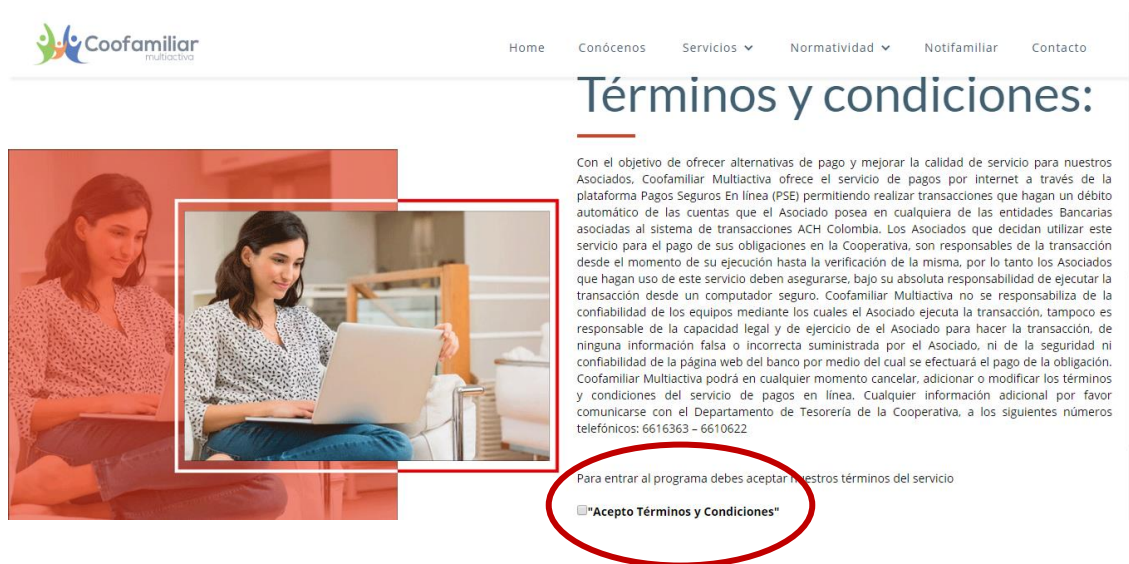 Coofamiliar
multiactiva
Home Conócenos Servicios Normatividad Notifamiliar Contacto
Términos y condiciones:
Con el objetivo de ofrecer alternativas de pago y mejorar la calidad de servicio para nuestros
Asociados, Coofamiliar Multiactiva ofrece el servicio de pagos por internet a través de la
plataforma Pagos Seguros En línea (PSE) permitiendo realizar transacciones que hagan un débito
automático de las cuentas que el Asociado posea en cualquiera de las entidades Bancarias
asociadas al sistema de transacciones ACH Colombia. Los Asociados que decidan utilizar este
servicio para el pago de sus obligaciones en la Cooperativa, son responsables de la transacción
desde el momento de su ejecución hasta la verificación de la misma, por lo tanto los Asociados
que hagan uso de este servicio deben asegurarse, bajo su absoluta responsabilidad de ejecutar la
transacción desde un computador seguro. Coofamiliar Multiactiva no se responsabiliza de la
confiabilidad de los equipos mediante los cuales el Asociado ejecuta la transacción, tampoco es
responsable de la capacidad legal y de ejercicio de el Asociado para hacer la transacción, de
ninguna información falsa o incorrecta suministrada por el Asociado, ni de la seguridad ni
confiabilidad de la página web del banco por medio del cual se efectuará el pago de la obligación.
Coofamiliar Multiactiva podrá en cualquier momento cancelar, adicionar o modificar los términos
y condiciones del servicio de pagos en línea. Cualquier información adicional por favor
comunicarse con el Departamento de Tesorería de la Cooperativa, a los siguientes números
telefónicos: 6616363 – 6610622
Para entrar al programa debes aceptar nuestros términos del servicio
"Acepto Términos y Condiciones"